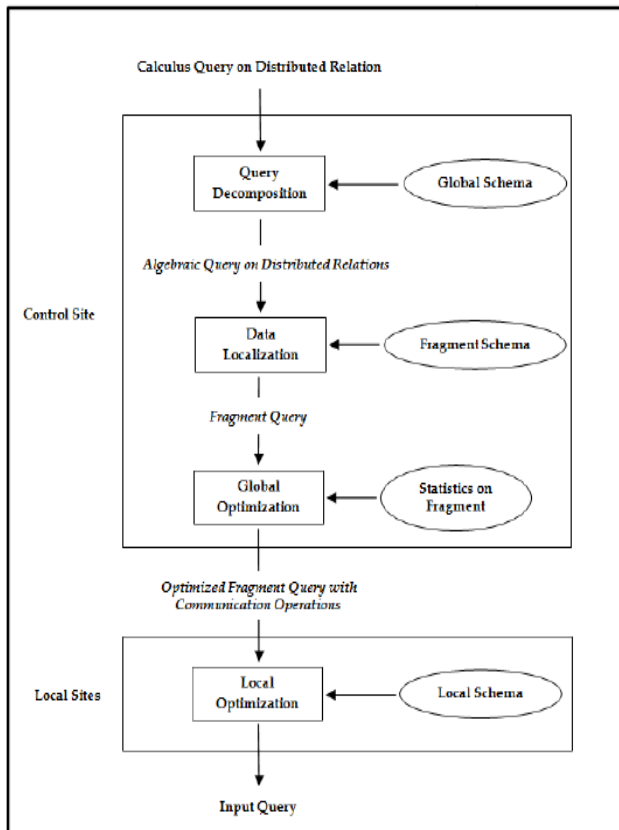 Calculus Query on Distributed Relation
Query
Decomposition
Global Schema
Algebraic Query on Distributed Relations
Control Site
Data
Localization
Fragment Schema
Fragment Query
Global
Optimization
Statistics on
Fragment
Optimized Fragment Query with
Communication Operations
Local Sites
Local
Optimization
Local Schema
Input Query